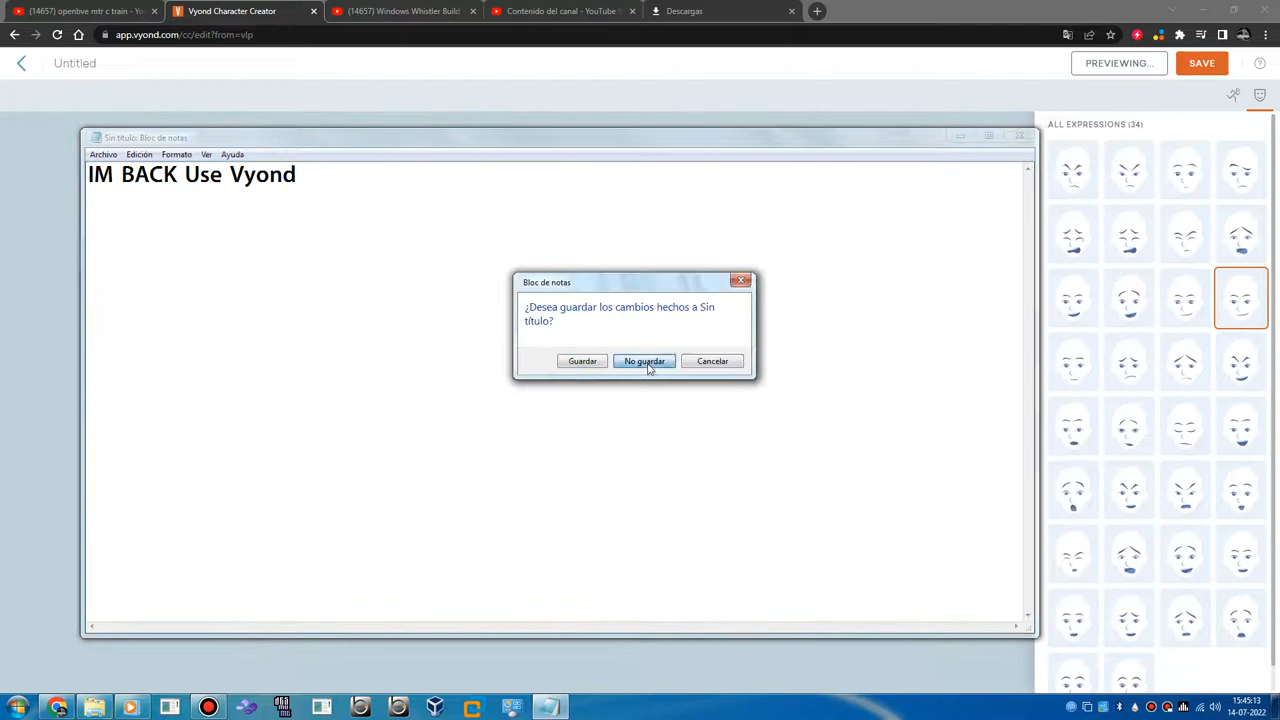 (14657) openbve mtr c train - You
Vyond Character Creator
(14657) Windows Whistler Build
Contenido del canal - YouTube S
Descargas
app.vyond.com/cc/edit?from=vlp
Untitled
PREVIEWING...
SAVE
ALL EXPRESSIONS (34)
Sin título: Bloc de notas
Archivo Edición Formato Ver Ayuda
IM BACK Use Vyond
Bloc de notas
¿Desea guardar los cambios hechos a Sin
título?
Guardar
No guardar
Cancelar
15:45:13
14-07-2022